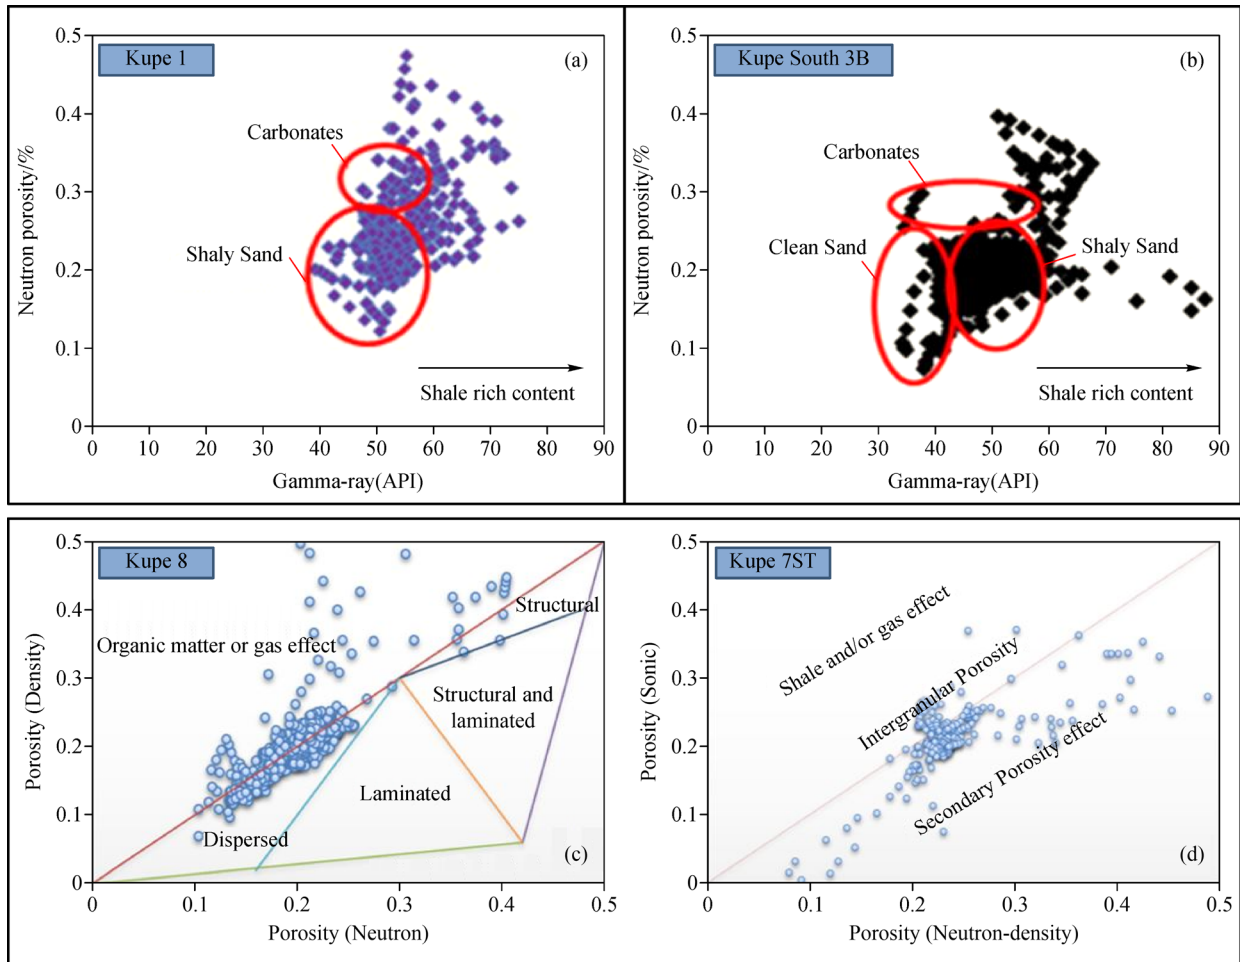 Kupe 1
(a)
Neutron porosity/%
0.5
0.4
0.3
0.2
0.1
0
Carbonates
Shaly Sand
Shale rich content
0 10 20 30 40 50 60 70 80 90
Gamma-ray(API)
Kupe South 3B
(b)
Neutron porosity/%
0.5
0.4
0.3
0.2
0.1
0
Carbonates
Clean Sand
Shaly Sand
Shale rich content
0 10 20 30 40 50 60 70 80 90
Gamma-ray(API)
Kupe 8
Porosity (Density)
0.5
0.4
0.3
0.2
0.1
0
Structural
Organic matter or gas effect
Structural and
laminated
Laminated
Dispersed
(c)
0 0.1 0.2 0.3 0.4 0.5
Porosity (Neutron)
Kupe 7ST
Porosity (Sonic)
0.5
0.4
0.3
0.2
0.1
0
Shale and/or gas effect
Intergranular Porosity
Secondary Porosity effect
(d)
0 0.1 0.2 0.3 0.4 0.5
Porosity (Neutron-density)